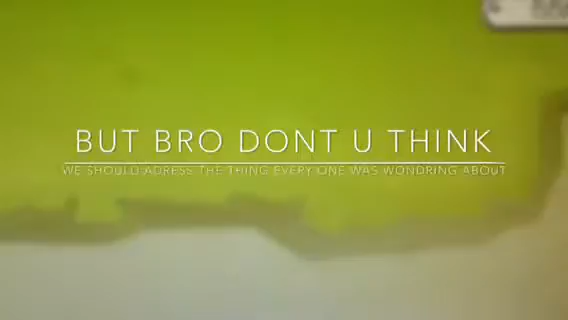 BUT BRO DONT U THINK
WE SHOULD ADRESS THE THING EVERY ONE WAS WONDRING ABOUT